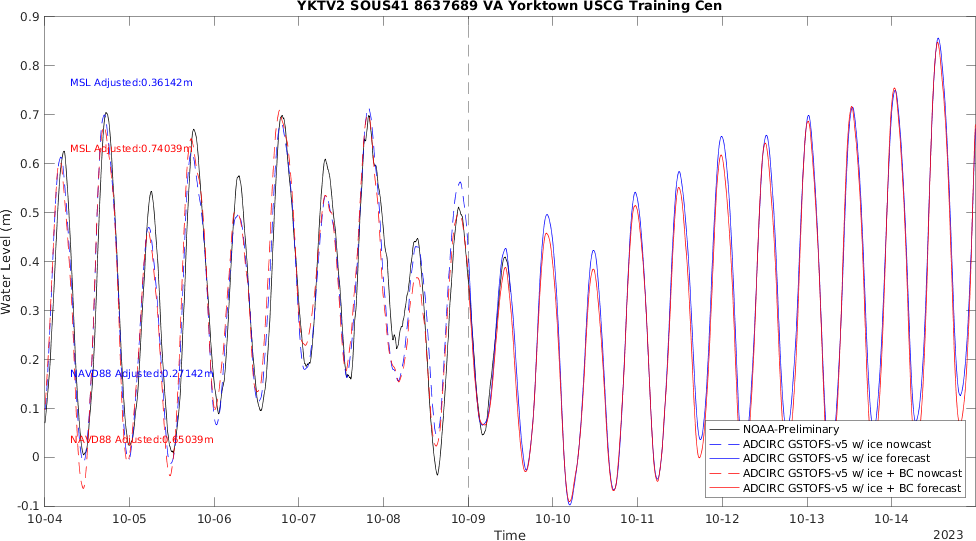 YKTV2 SOUS41 8637689 VA Yorktown USCG Training Cen
0.9
0.8
0.7
0.6
0.5
0.4
0.3
0.2
0.1
0
-0.1
Water Level (m)
MSL Adjusted:0.36142m
MSL Adjusted:0.74039m
NAVD88 Adjusted:0.27142m
NAVD88 Adjusted:0.65039m
NOAA-Preliminary
ADCIRC GSTOFS-v5 w/ ice nowcast
ADCIRC GSTOFS-v5 w/ ice forecast
ADCIRC GSTOFS-v5 w/ ice + BC nowcast
ADCIRC GSTOFS-v5 w/ ice + BC forecast
10-04 10-05 10-06 10-07 10-08 10-09 10-10 10-11 10-12 10-13 10-14
Time
2023